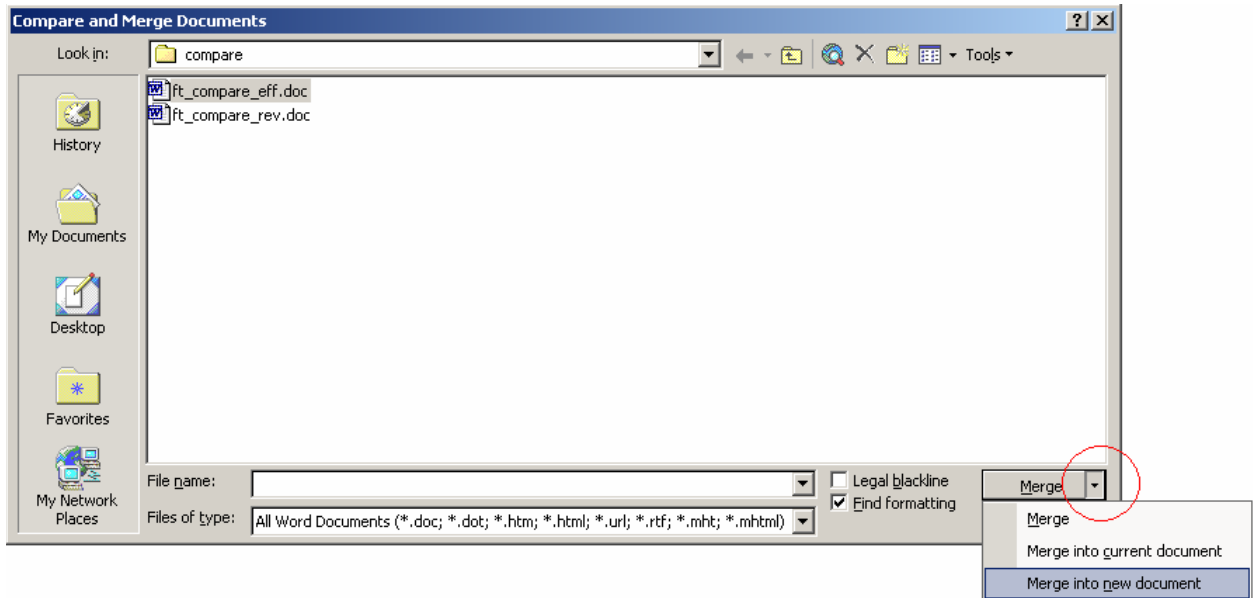 Compare and Merge Documents
Look in:
compare
Tools
ft_compare_eff.doc
ft_compare_rev.doc
History
My Documents
Desktop
Favorites
My Network
Places
File name:
Legal blackline
Merge
Find formatting
Files of type:
All Word Documents (*.doc; *.dot; *.htm; *.html; *.url; *.rtf; *.mht; *.mhtml)
Merge
Merge into current document
Merge into new document